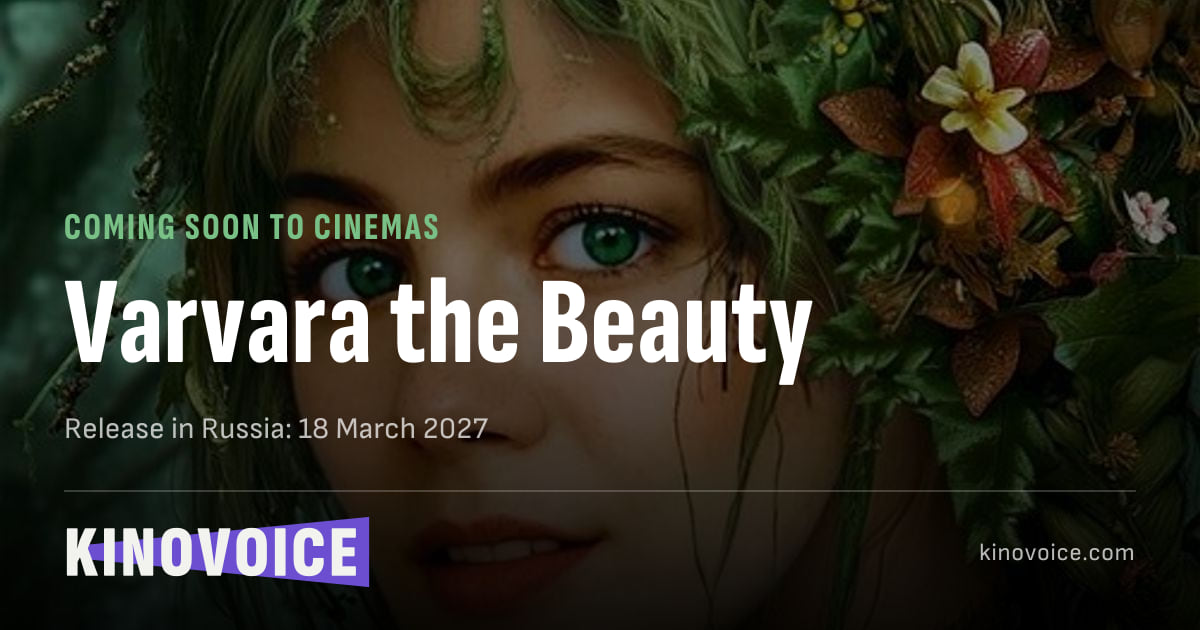 COMING SOON TO CINEMAS
Varvara the Beauty
Release in Russia: 18 March 2027
KINOVOICE
kinovoice.com